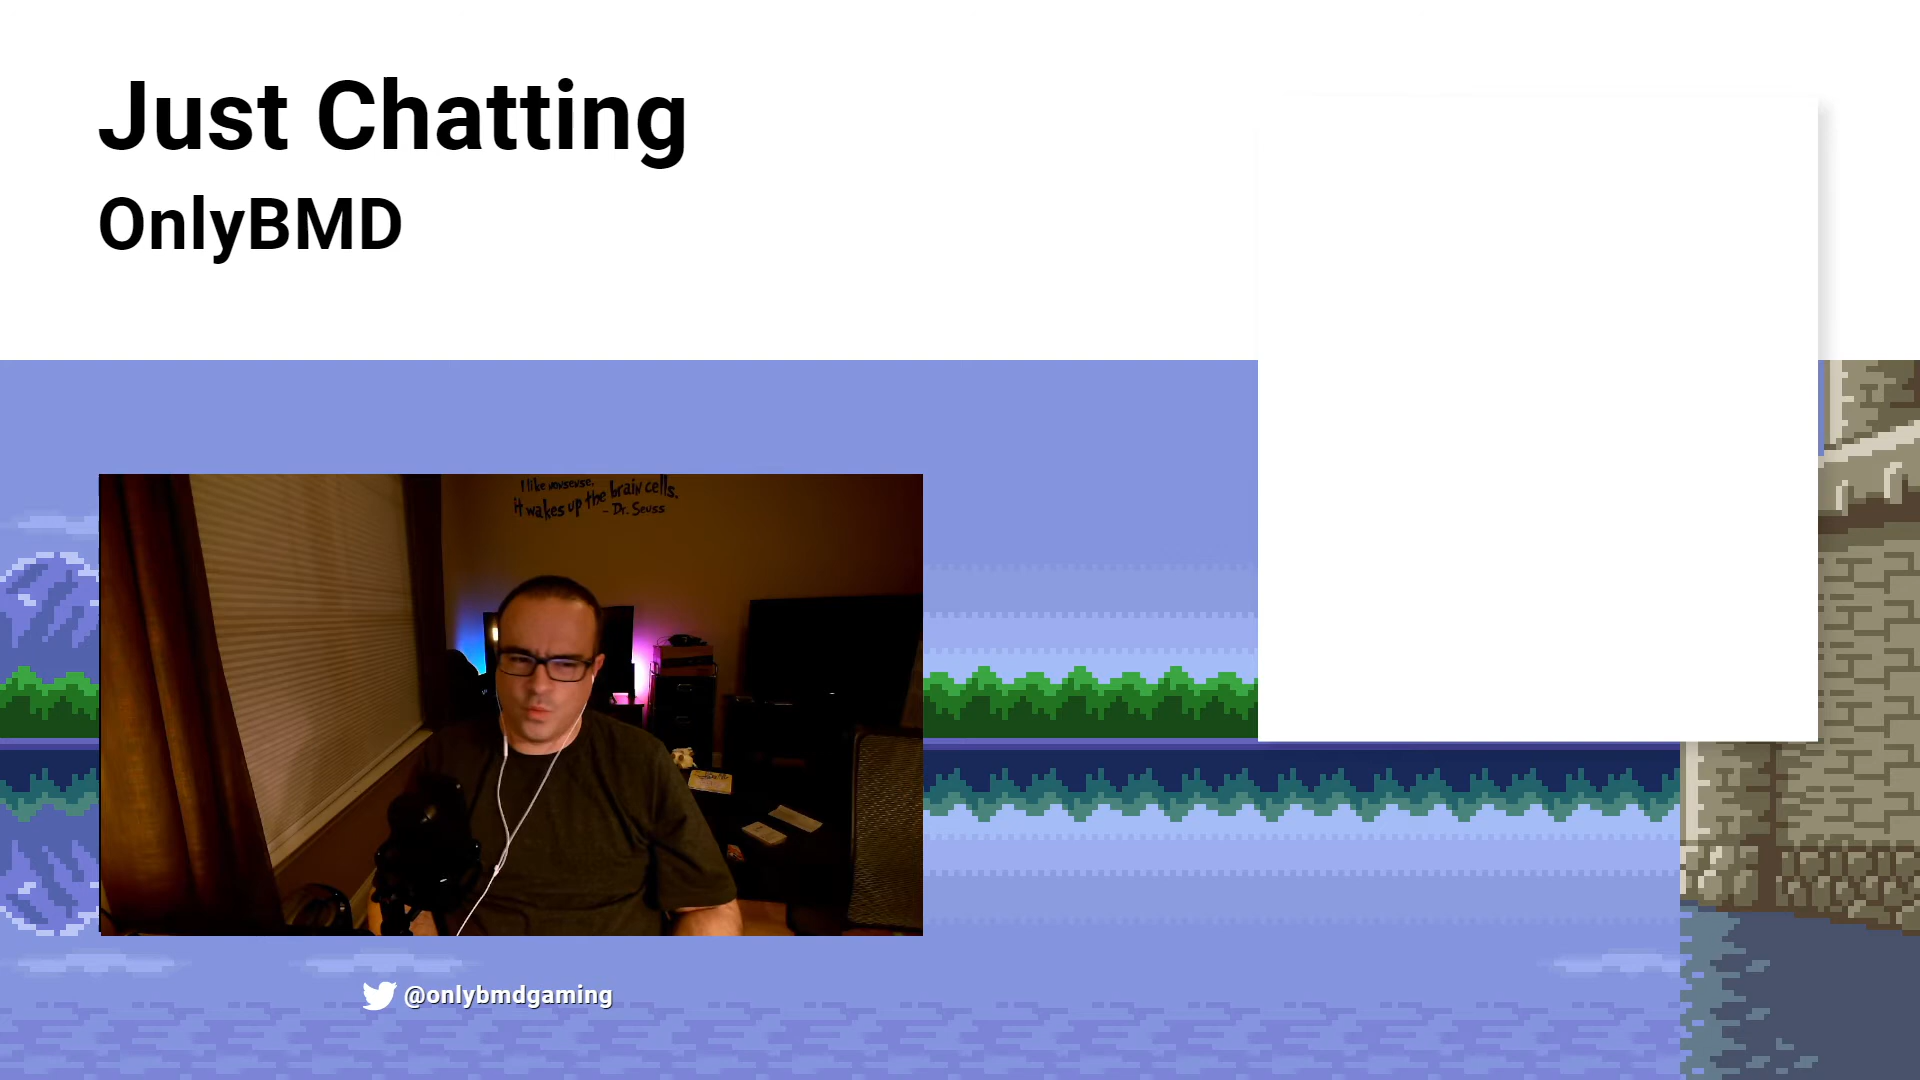 Just Chatting
OnlyBMD
I like nonsense.
it wakes up the brain cells.
- Dr. Seuss
@onlybmdgaming